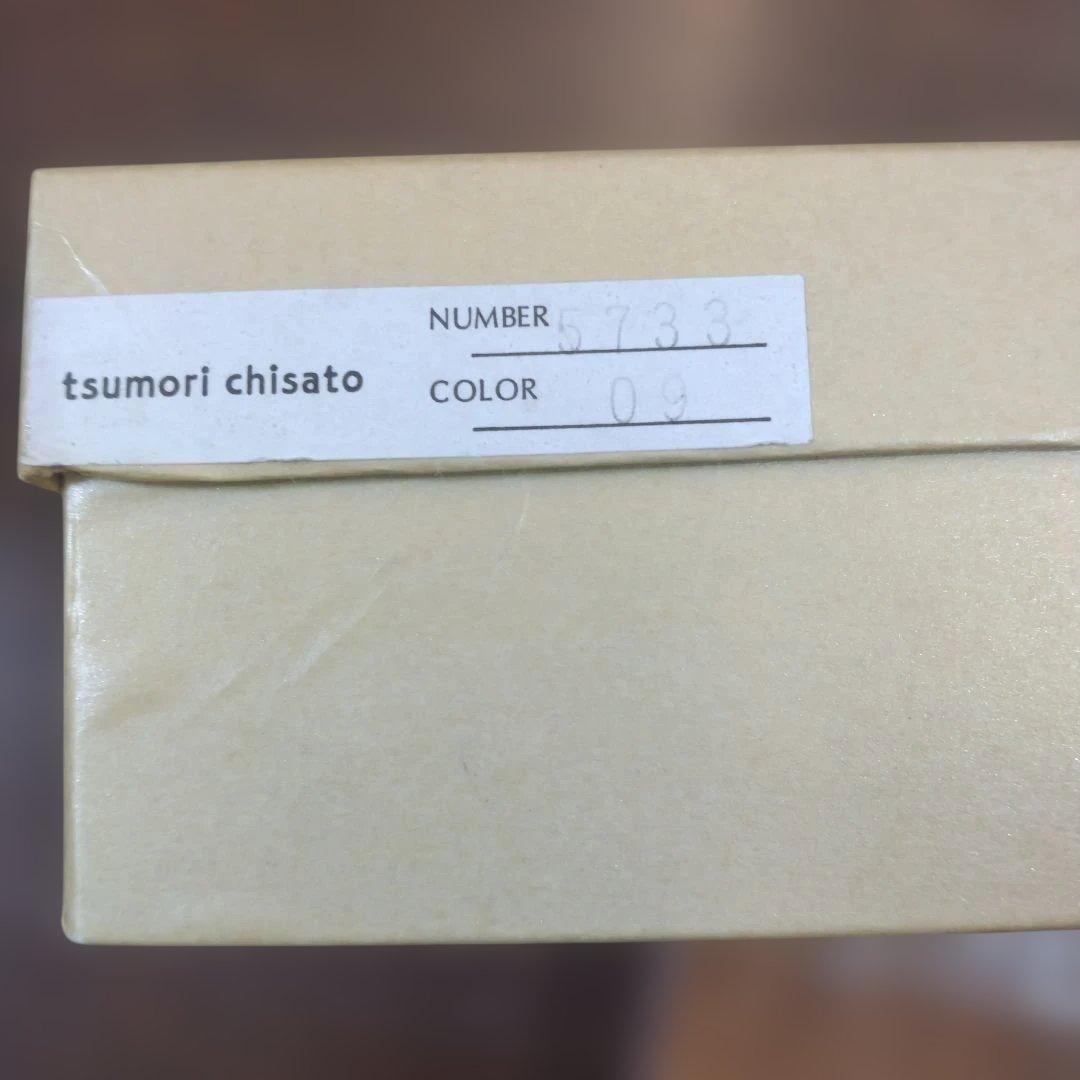 NUMBER 5733
tsumori chisato
COLOR 09